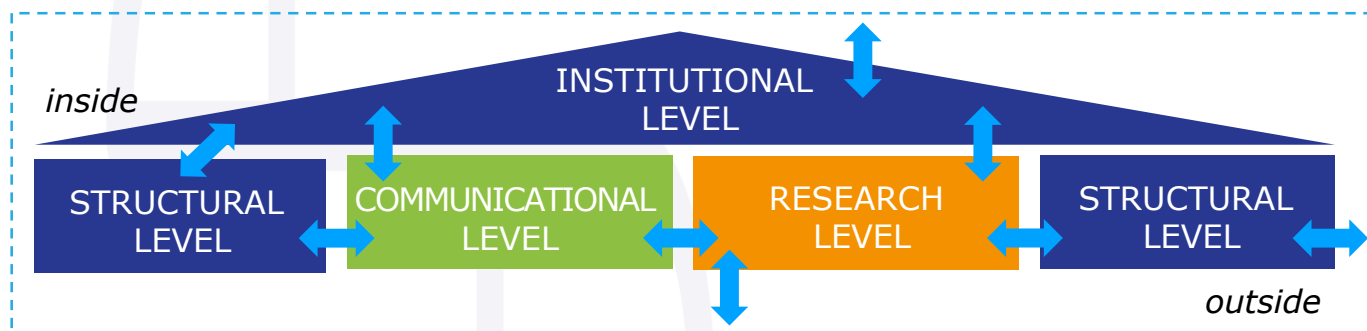 inside
INSTITUTIONAL
LEVEL
STRUCTURAL
LEVEL
COMMUNICATIONAL
LEVEL
RESEARCH
LEVEL
STRUCTURAL
LEVEL
outside